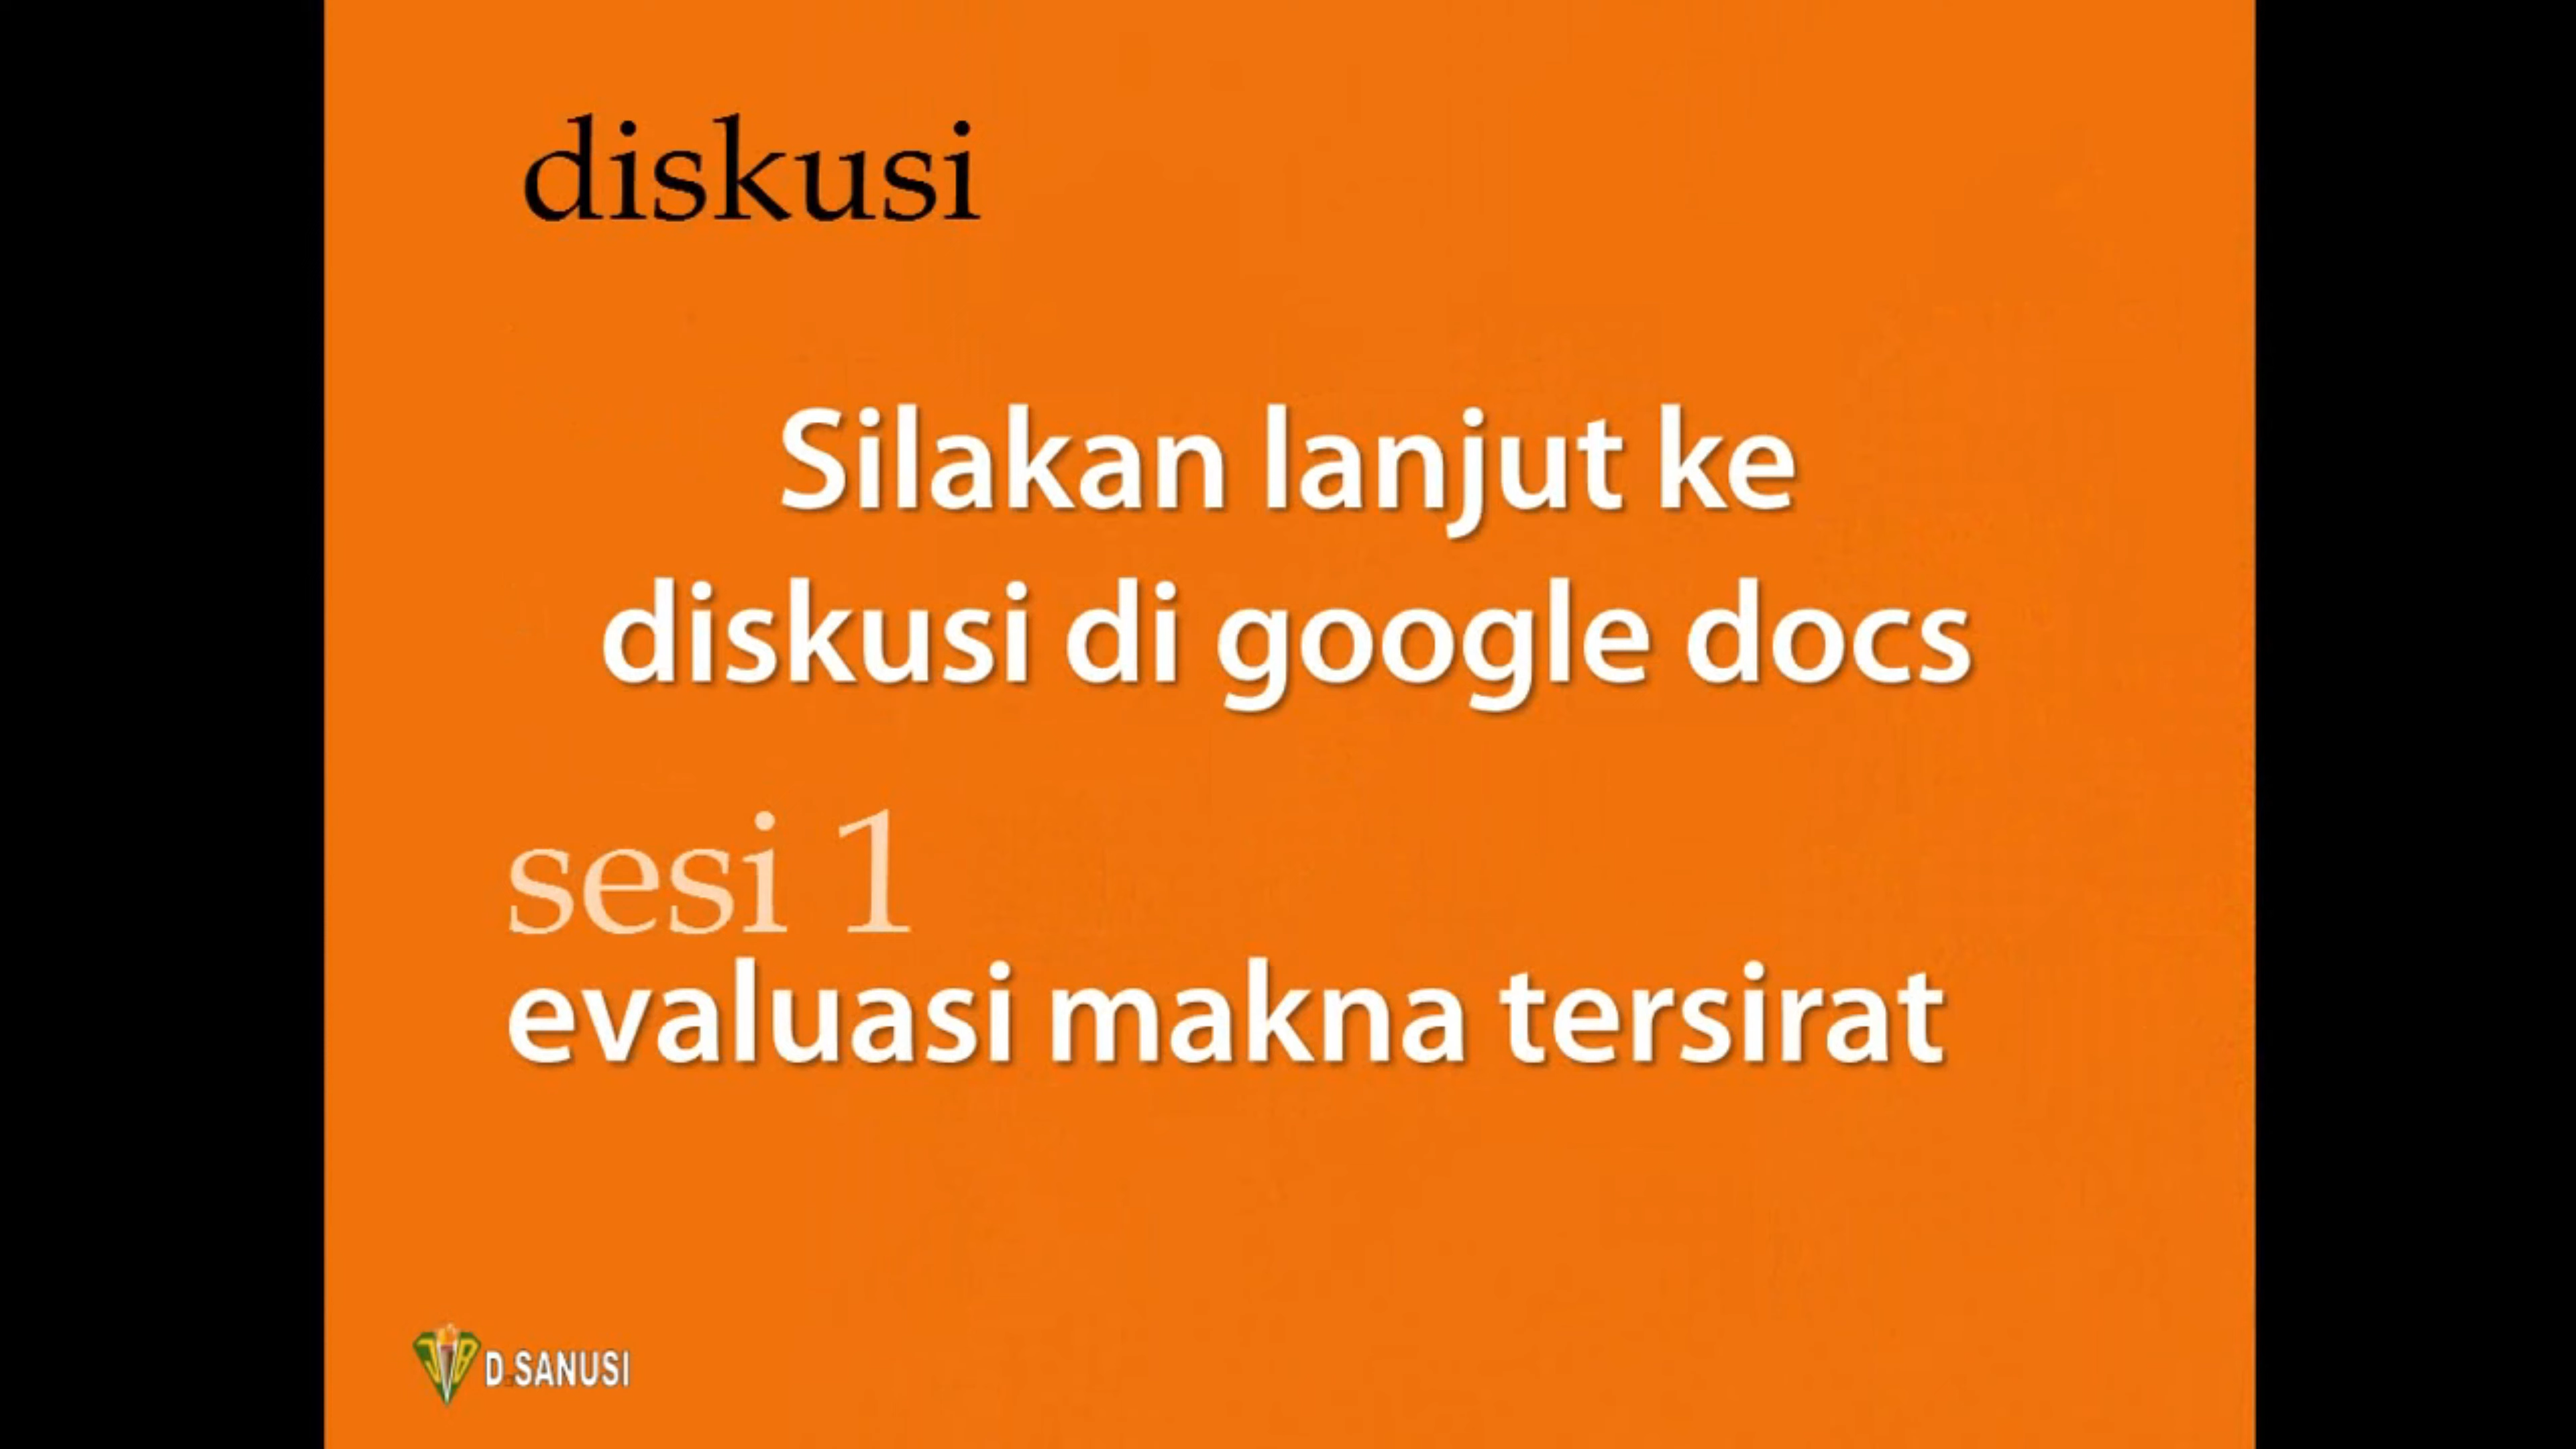 diskusi
Silakan lanjut ke
diskusi di google docs
sesi 1
evaluasi makna tersirat
D.SANUSI